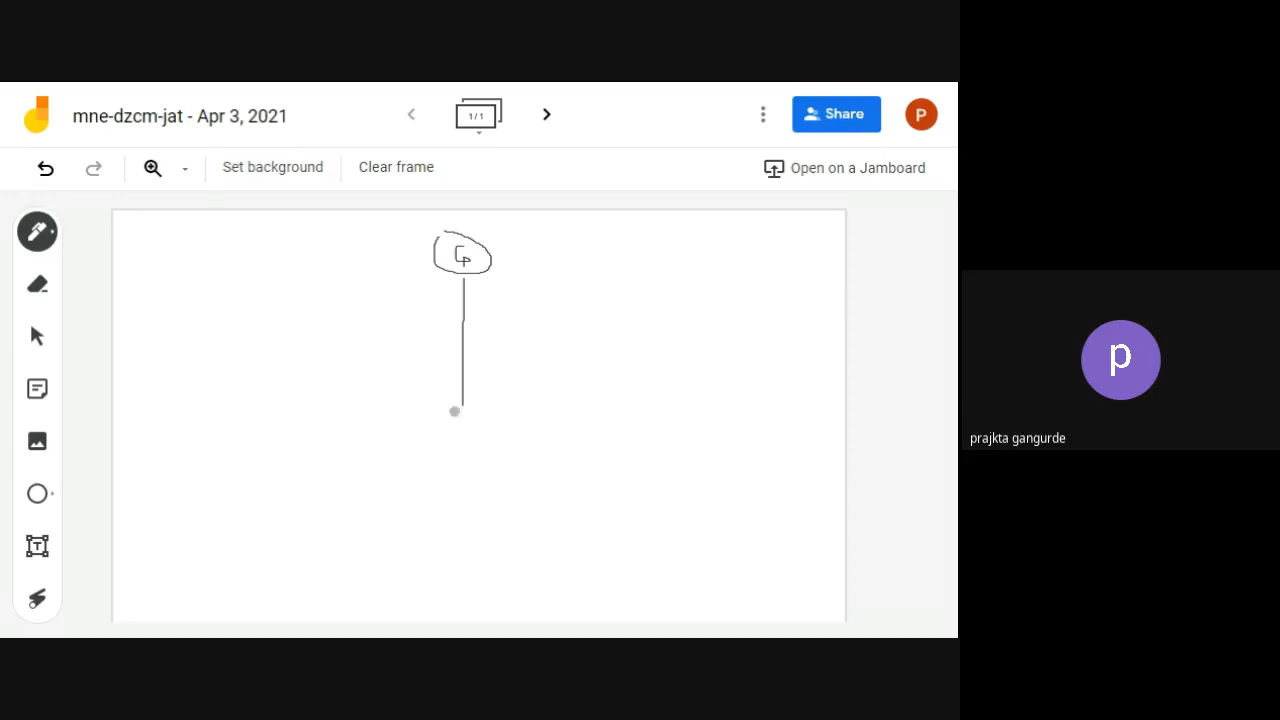 mne-dzcm-jat - Apr 3, 2021
1/1
Share
P
Set background
Clear frame
Open on a Jamboard
G
T
p
prajkta gangurde